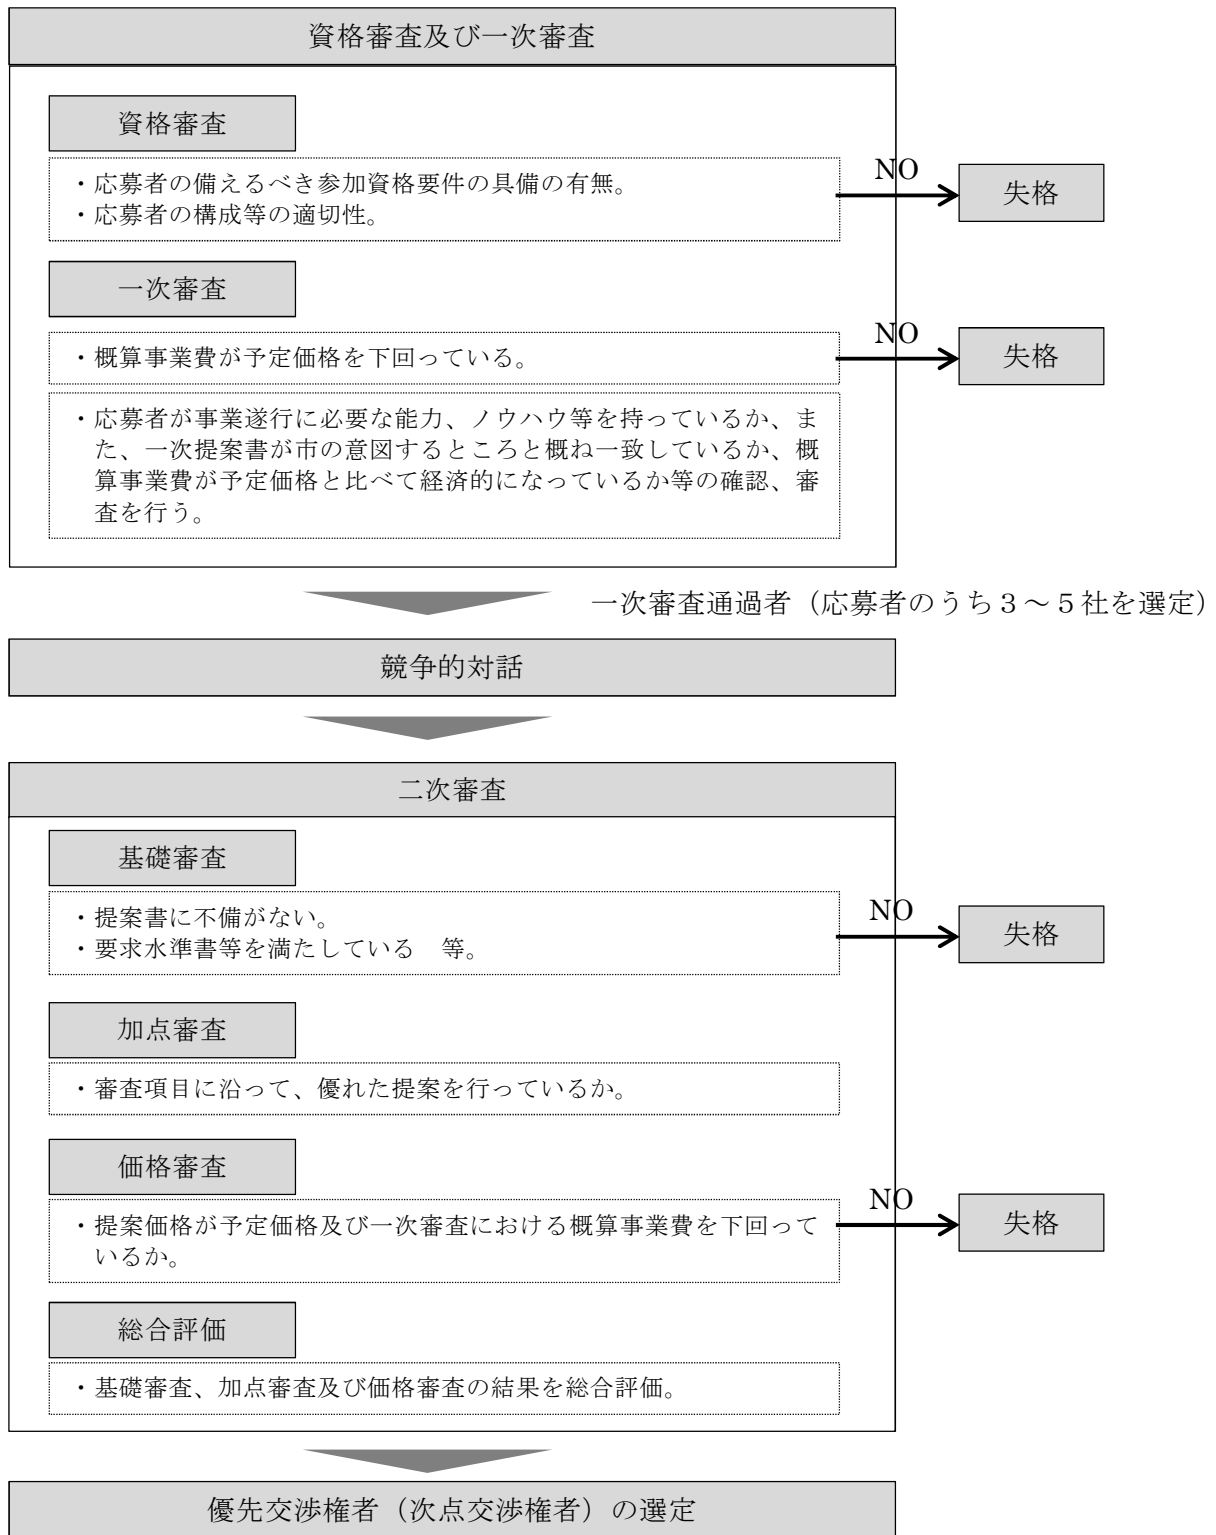 資格審査及び一次審査
資格審査
・応募者の備えるべき参加資格要件の具備の有無。
・応募者の構成等の適切性。
NO
失格
一次審査
・概算事業費が予定価格を下回っている。
NO
失格
・応募者が事業遂行に必要な能力、ノウハウ等を持っているか、ま
た、一次提案書が市の意図するところと概ね一致しているか、概
算事業費が予定価格と比べて経済的になっているか等の確認、審
査を行う。
一次審査通過者（応募者のうち３～５社を選定）
競争的対話
二次審査
基礎審査
・提案書に不備がない。
・要求水準書等を満たしている　等。
NO
失格
加点審査
・審査項目に沿って、優れた提案を行っているか。
価格審査
・提案価格が予定価格及び一次審査における概算事業費を下回って
いるか。
NO
失格
総合評価
・基礎審査、加点審査及び価格審査の結果を総合評価。
優先交渉権者（次点交渉権者）の選定